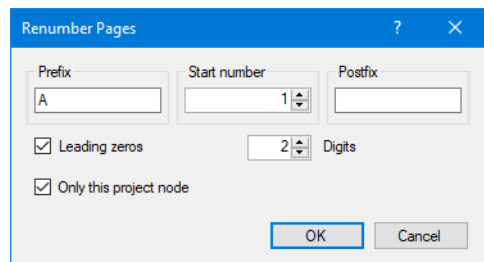 Renumber Pages ?
Prefix Start number Postfix
A 1
Leading zeros 2 Digits
Only this project node
OK Cancel